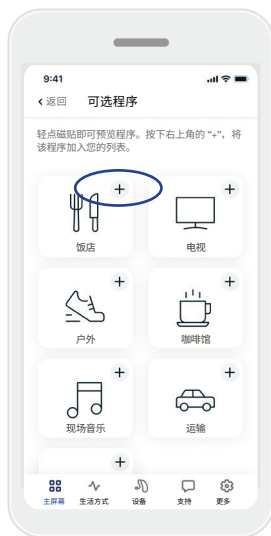 9:41
返回 可选程序
轻点磁贴即可预览程序。按下右上角的 “+”，将
该程序加入您的列表。
+ +
饭店 电视
+ +
户外 咖啡馆
+ +
现场音乐 运输
+
主屏幕 生活方式 设备 支持 更多